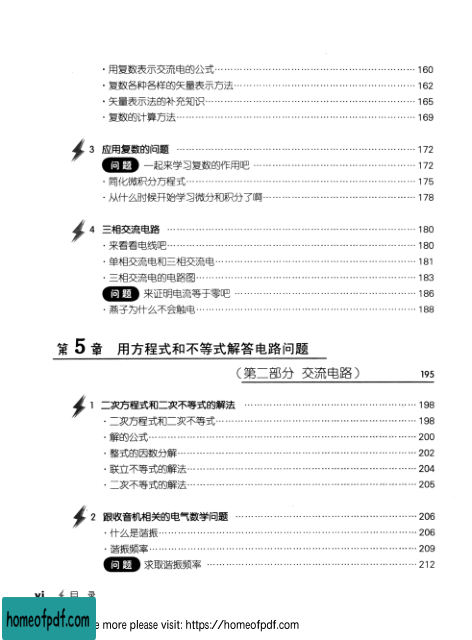 · 用复数表示交流电的公式 160
· 复数各种各样的矢量表示方法 162
· 矢量表示法的补充知识 165
· 复数的计算方法 169
3 应用复数的问题 172
问题 一起来学习复数的作用吧 172
· 简化微积分方程式 175
· 从什么时候开始学习微分和积分了啊 178
4 三相交流电路 180
· 来看看电线吧 180
· 单相交流电和三相交流电 181
· 三相交流电的电路图 183
问题 来证明电流等于零吧 186
· 燕子为什么不会触电 188
第 5 章 用方程式和不等式解答电路问题
（第二部分 交流电路） 195
1 二次方程式和二次不等式的解法 198
· 二次方程式和二次不等式 198
· 解的公式 200
· 整式的因数分解 202
· 联立不等式的解法 204
· 二次不等式的解法 205
2 跟收音机相关的电气数学问题 206
· 什么是谐振 206
· 谐振频率 209
问题 求取谐振频率 212
vi 目 录
homeofpdf.com
e more please visit: https://homeofpdf.com